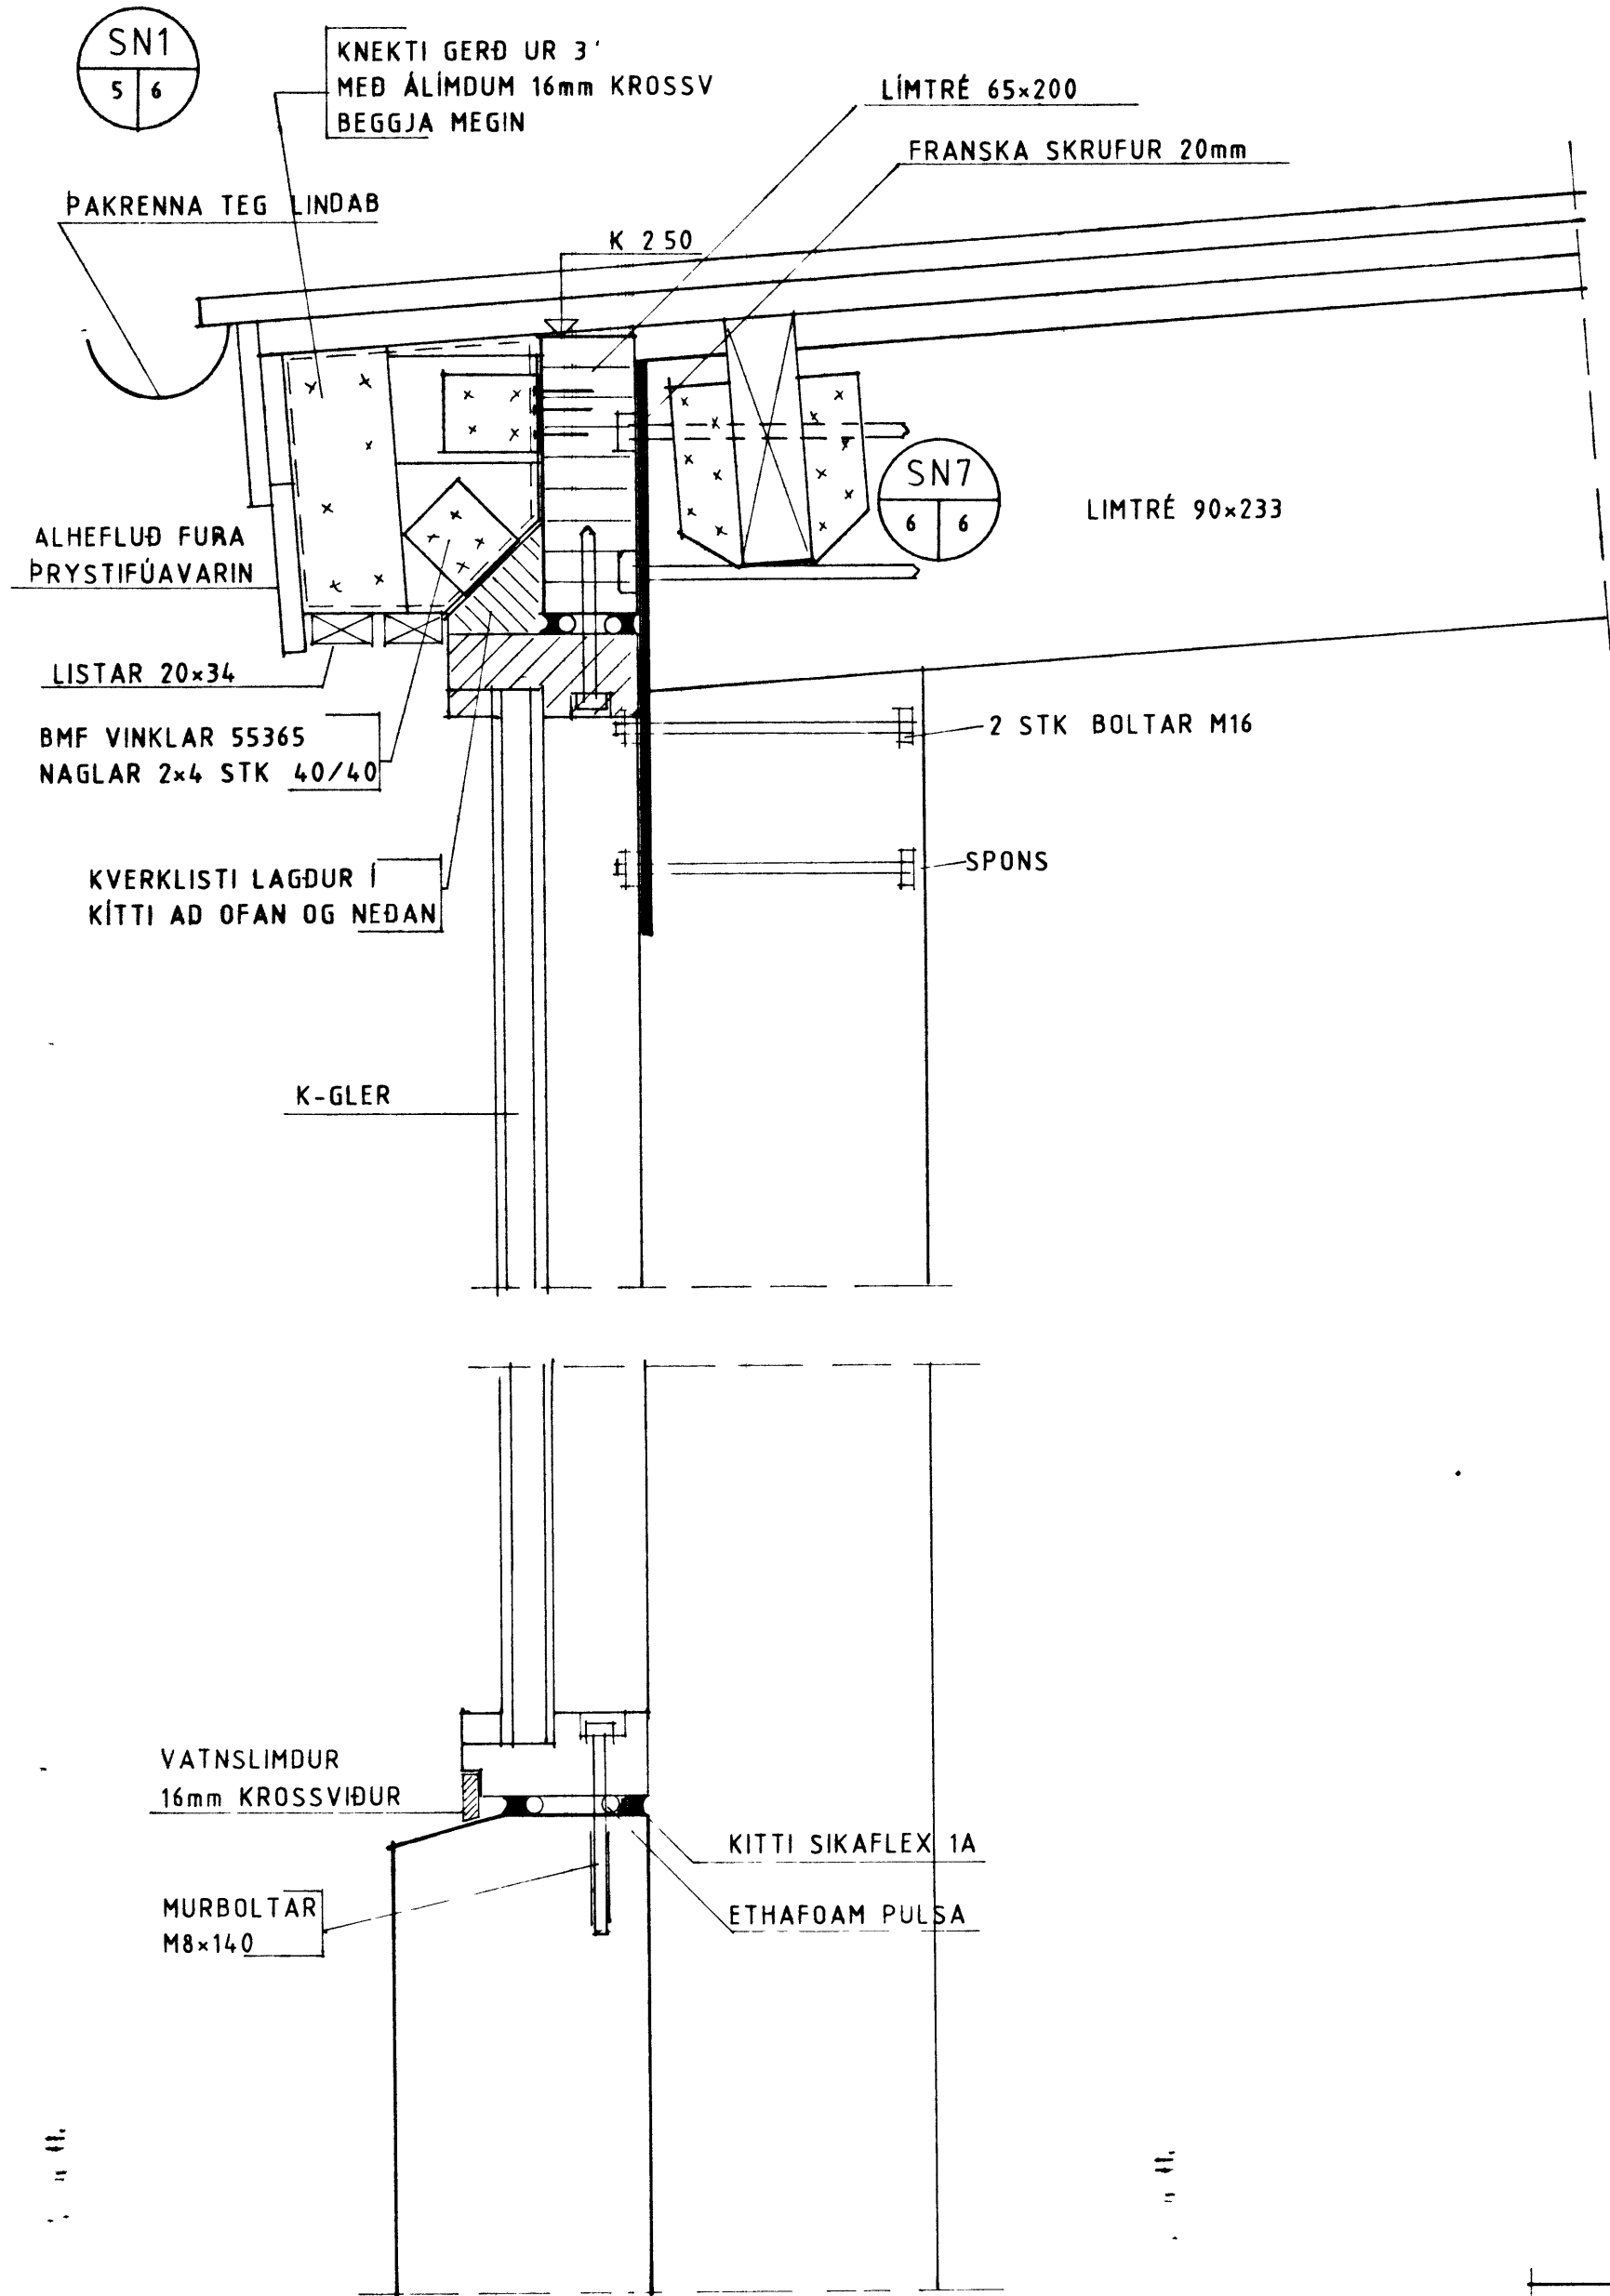 SN1
5 6
KNEKTI GERÐ UR 3'
MEÐ ÁLÍMDUM 16mm KROSSV
BEGGJA MEGIN
LÍMTRÉ 65×200
FRANSKA SKRUFUR 20mm
ÞAKRENNA TEG LINDAB
K 250
SN7
6 6
LIMTRÉ 90×233
ALHEFLUÐ FURA
ÞRYSTIFÚAVARIN
LISTAR 20×34
BMF VINKLAR 55365
NAGLAR 2×4 STK 40/40
2 STK BOLTAR M16
SPONS
KVERKLISTI LAGÐUR Í
KÍTTI AÐ OFAN OG NEÐAN
K-GLER
VATNSLIMDUR
16mm KROSSVIÐUR
KITTI SIKAFLEX 1A
MURBOLTAR
M8×140
ETHAFOAM PULSA